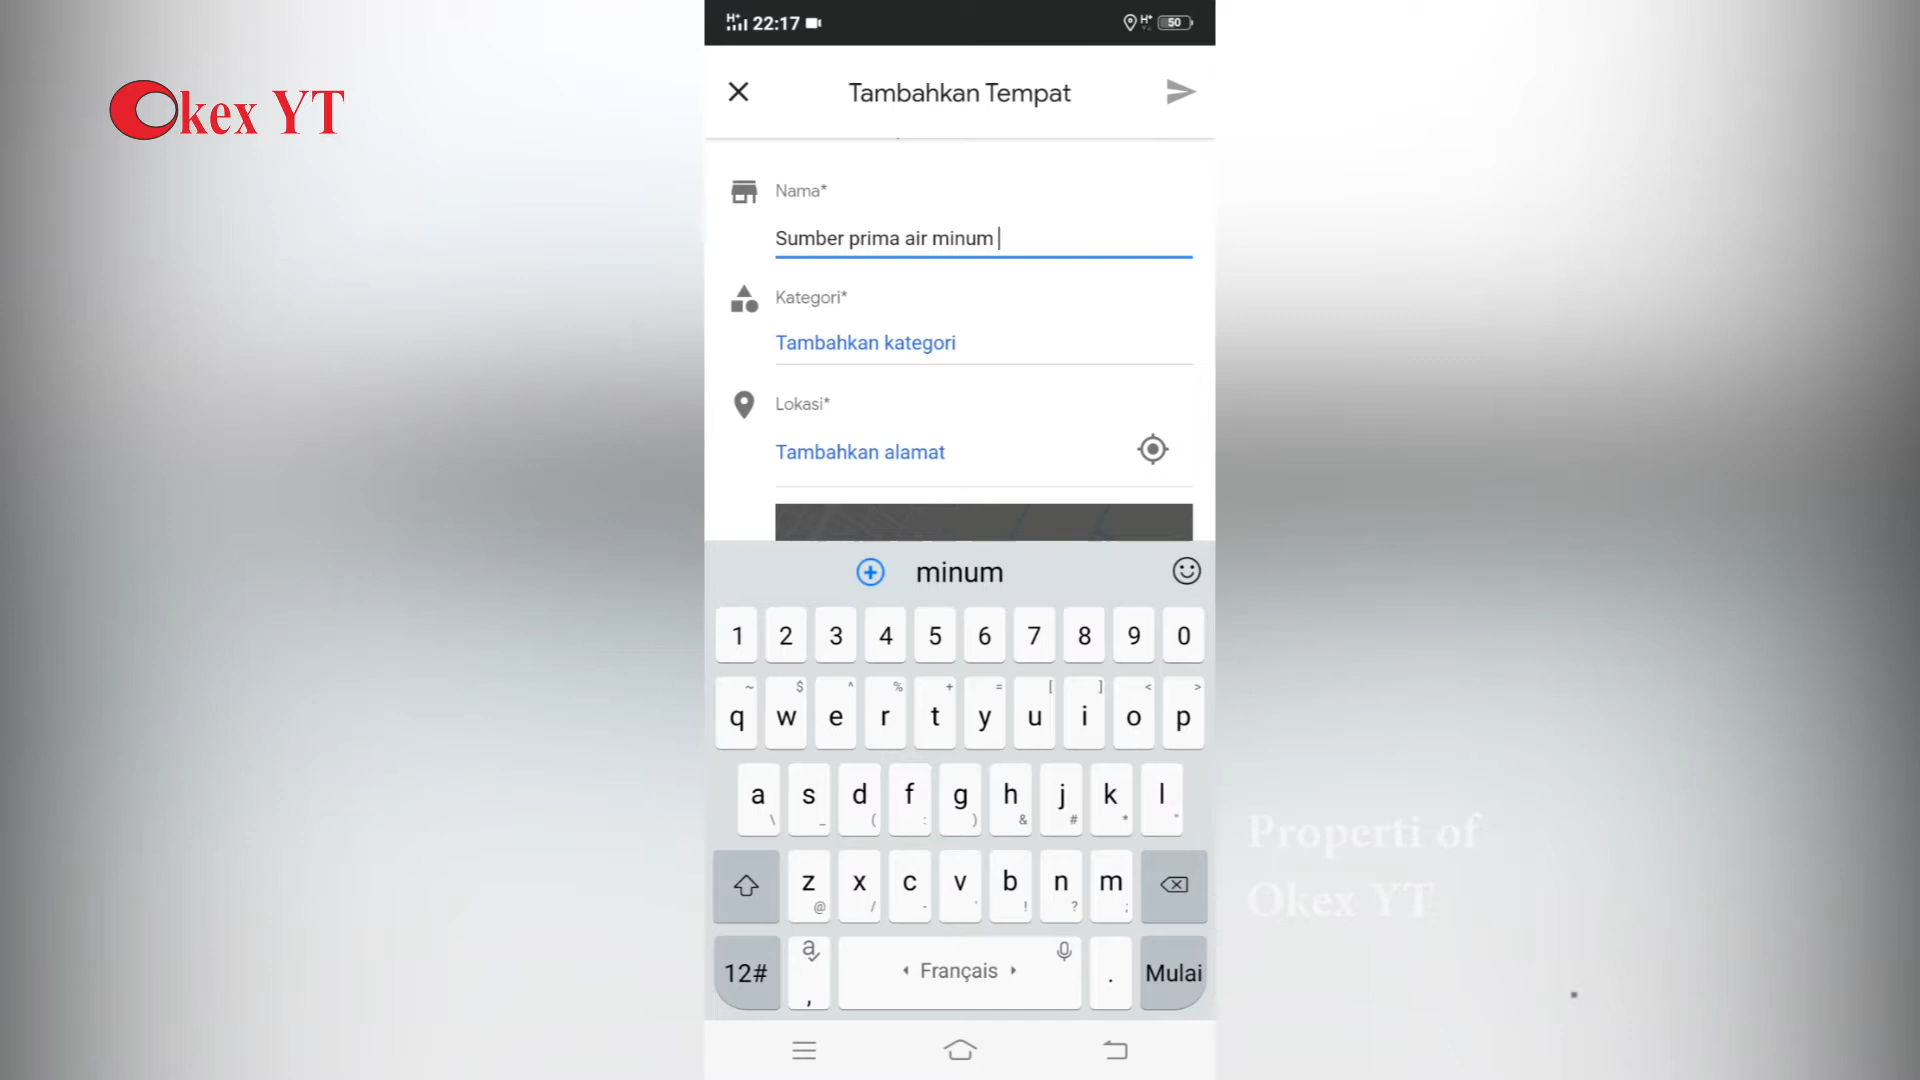 H+ 22:17
H+ 50
Okex YT
Tambahkan Tempat
Nama*
Sumber prima air minum
Kategori*
Tambahkan kategori
Lokasi*
Tambahkan alamat
minum
1 2 3 4 5 6 7 8 9 0
~ $ ^ % + = [ ] < >
q w e r t y u i o p
a s d f g h j k l
\ _ ( : ) & # * "
z x c v b n m
@ / - ' ! ? ;
12# , Français . Mulai
Properti of
Okex YT